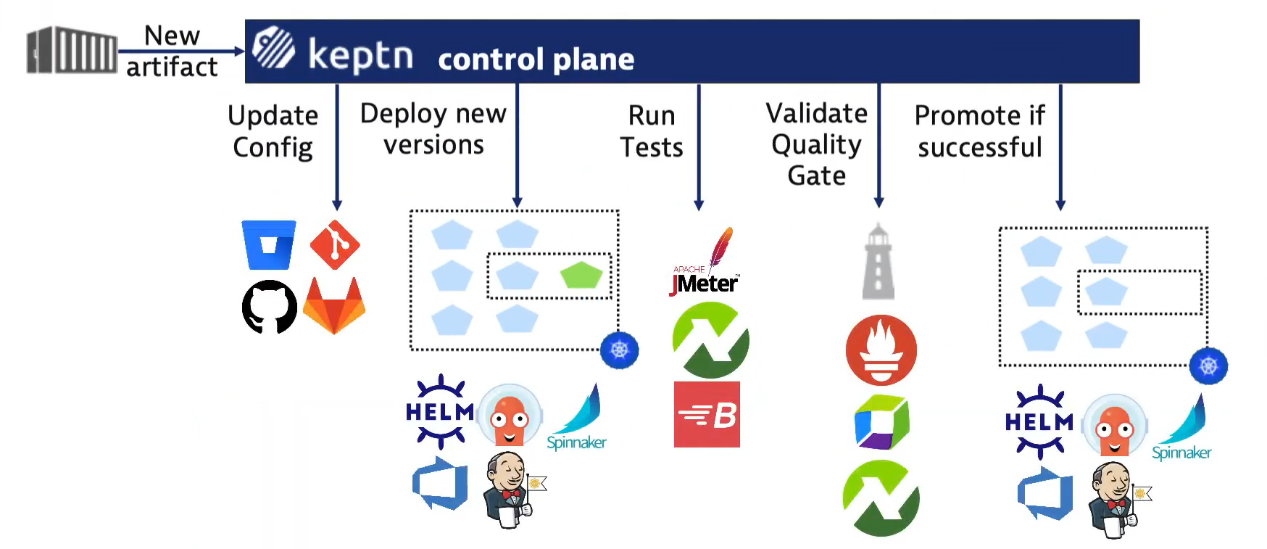 New
artifact
keptn control plane
Update
Config
Deploy new
versions
Run
Tests
Validate
Quality
Gate
Promote if
successful
APACHE
JMeter™
B
HELM
Spinnaker
HELM
Spinnaker